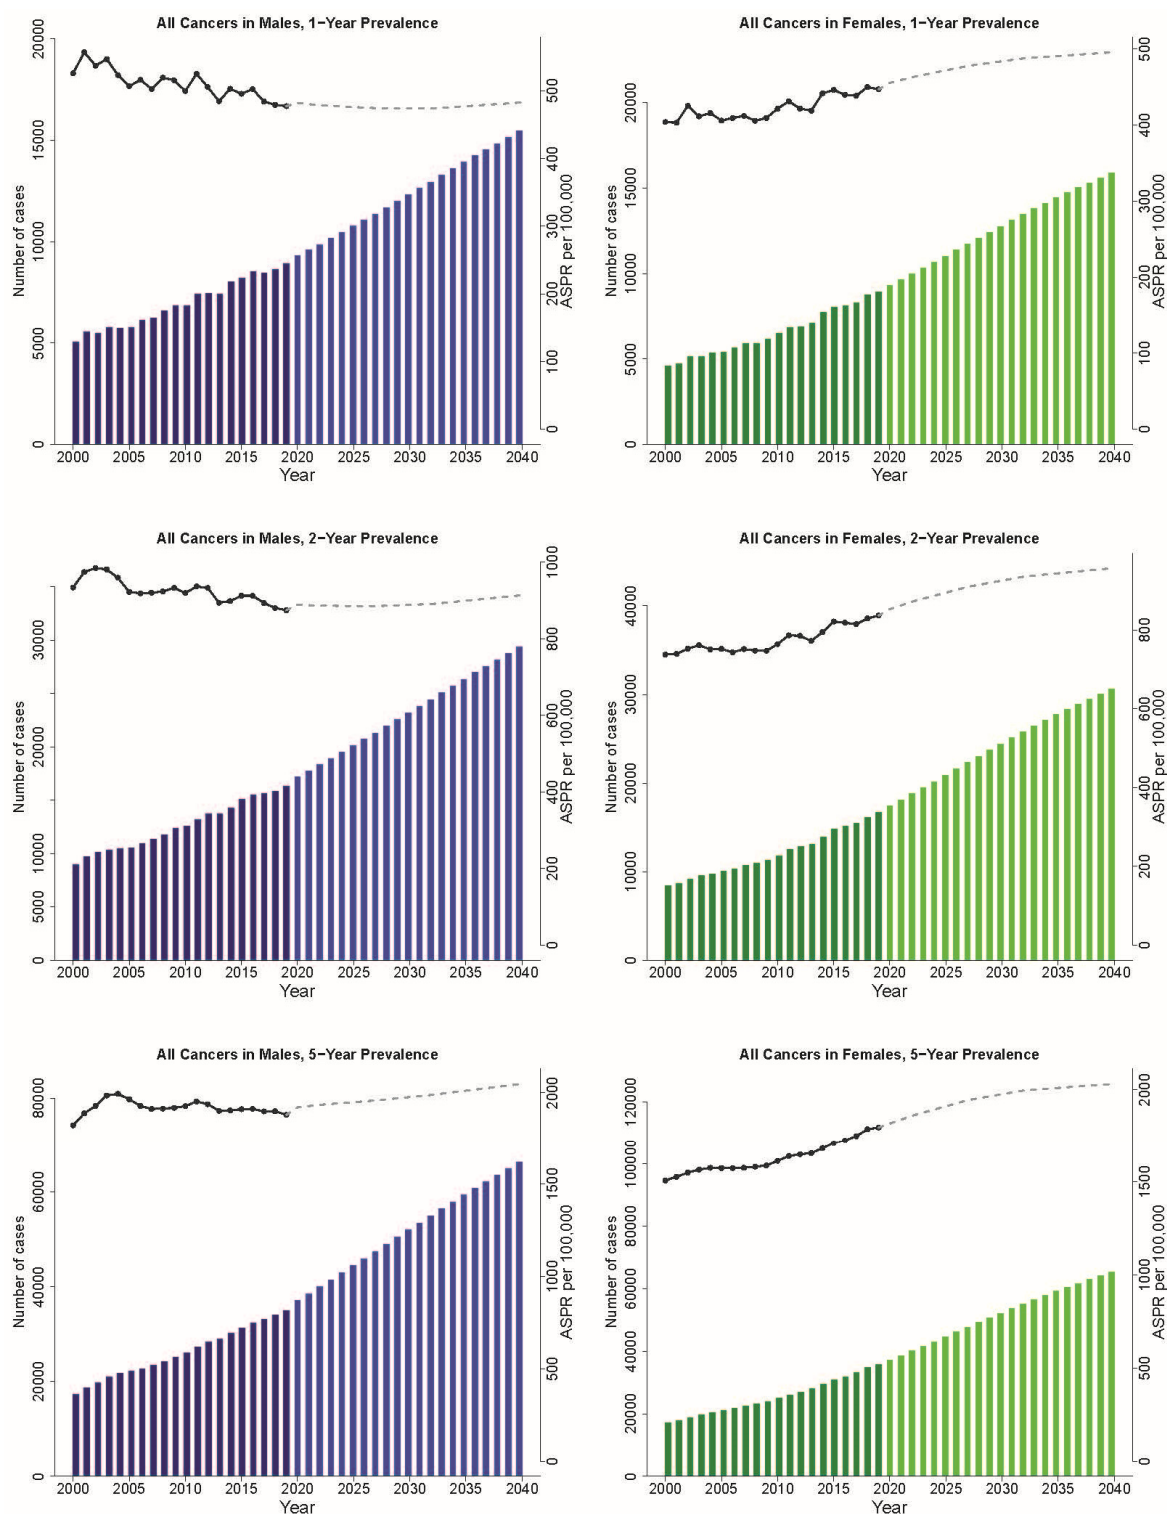 All Cancers in Males, 1−Year Prevalence
Number of cases
0 5000 10000 15000 20000
ASPR per 100,000
0 100 200 300 400 500
2000 2005 2010 2015 2020 2025 2030 2035 2040
Year
All Cancers in Females, 1−Year Prevalence
Number of cases
0 5000 10000 15000 20000
ASPR per 100,000
0 100 200 300 400 500
2000 2005 2010 2015 2020 2025 2030 2035 2040
Year
All Cancers in Males, 2−Year Prevalence
Number of cases
0 5000 10000 20000 30000
ASPR per 100,000
0 200 400 600 800 1000
2000 2005 2010 2015 2020 2025 2030 2035 2040
Year
All Cancers in Females, 2−Year Prevalence
Number of cases
0 10000 20000 30000 40000
ASPR per 100,000
0 200 400 600 800
2000 2005 2010 2015 2020 2025 2030 2035 2040
Year
All Cancers in Males, 5−Year Prevalence
Number of cases
0 20000 40000 60000 80000
ASPR per 100,000
0 500 1000 1500 2000
2000 2005 2010 2015 2020 2025 2030 2035 2040
Year
All Cancers in Females, 5−Year Prevalence
Number of cases
0 20000 40000 60000 80000 100000 120000
ASPR per 100,000
0 500 1000 1500 2000
2000 2005 2010 2015 2020 2025 2030 2035 2040
Year